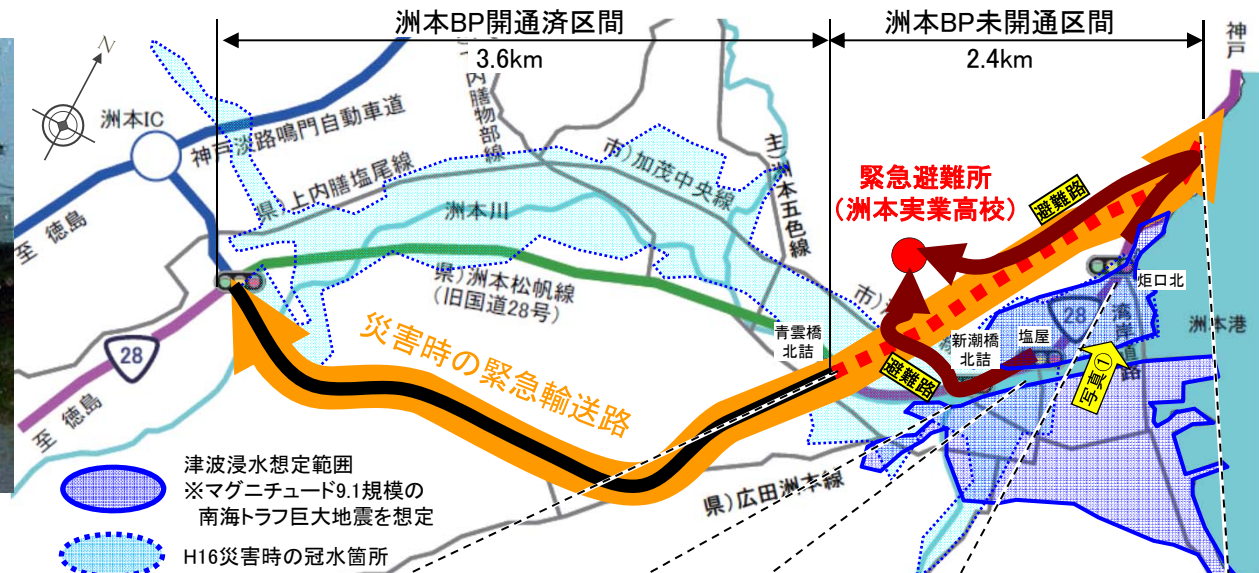 洲本BP開通済区間
洲本BP未開通区間
3.6km
2.4km
神戸
N
洲本IC
神戸淡路鳴門自動車道
内膳物部線
県)上内膳塩尾線
市)加茂中央線
主)洲本五色線
緊急避難所
(洲本実業高校)
避難路
洲本川
至 徳島
県)洲本松帆線
(旧国道28号)
市)
炬口北
28
湾岸道路
洲本港
青雲橋
北詰
新潮橋
北詰
塩屋
避難路
写真①
28
災害時の緊急輸送路
至 徳島
県)広田洲本線
津波浸水想定範囲
※マグニチュード9.1規模の
南海トラフ巨大地震を想定
H16災害時の冠水箇所